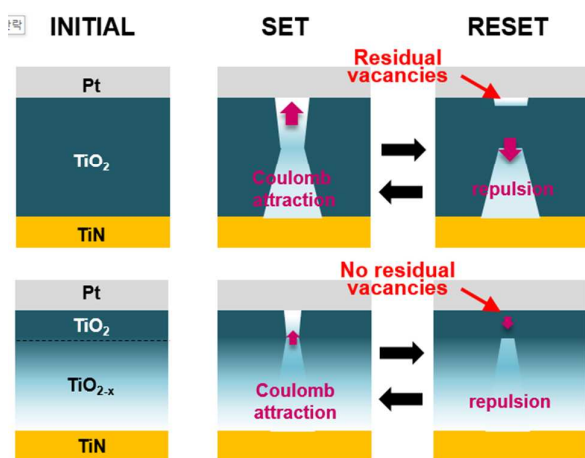 INITIAL
SET
RESET
Residual
vacancies
Pt
TiO2
Coulomb
attraction
repulsion
TiN
No residual
vacancies
Pt
TiO2
TiO2-x
Coulomb
attraction
repulsion
TiN